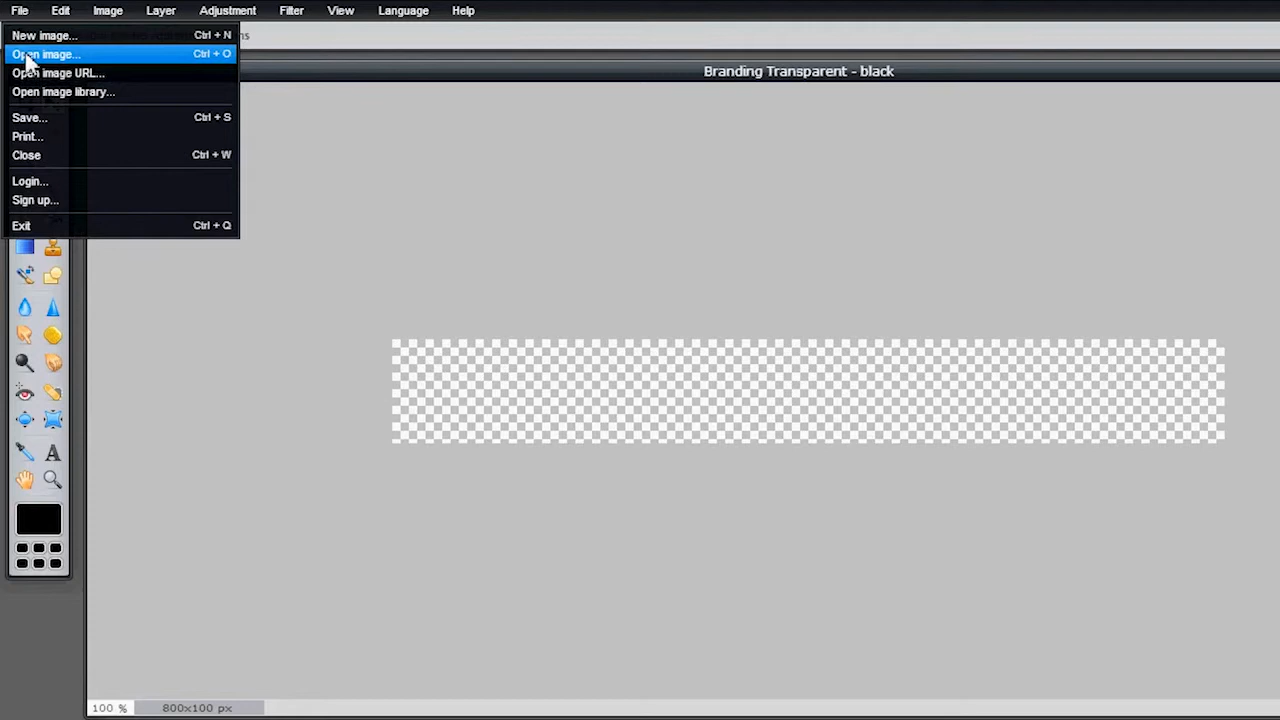 File Edit Image Layer Adjustment Filter View Language Help
New image... Ctrl + N
Open image... Ctrl + O
Open image URL...
Open image library...
Save... Ctrl + S
Print...
Close Ctrl + W
Login...
Sign up...
Exit Ctrl + Q
Branding Transparent - black
A
100 % 800x100 px